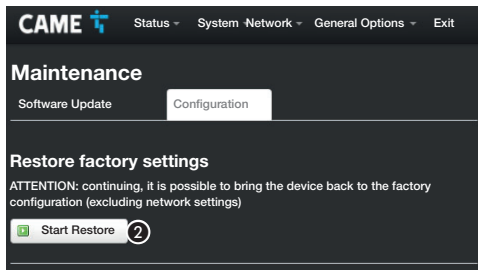 CAME Status System Network General Options Exit
Maintenance
Software Update Configuration
Restore factory settings
ATTENTION: continuing, it is possible to bring the device back to the factory
configuration (excluding network settings)
Start Restore 2